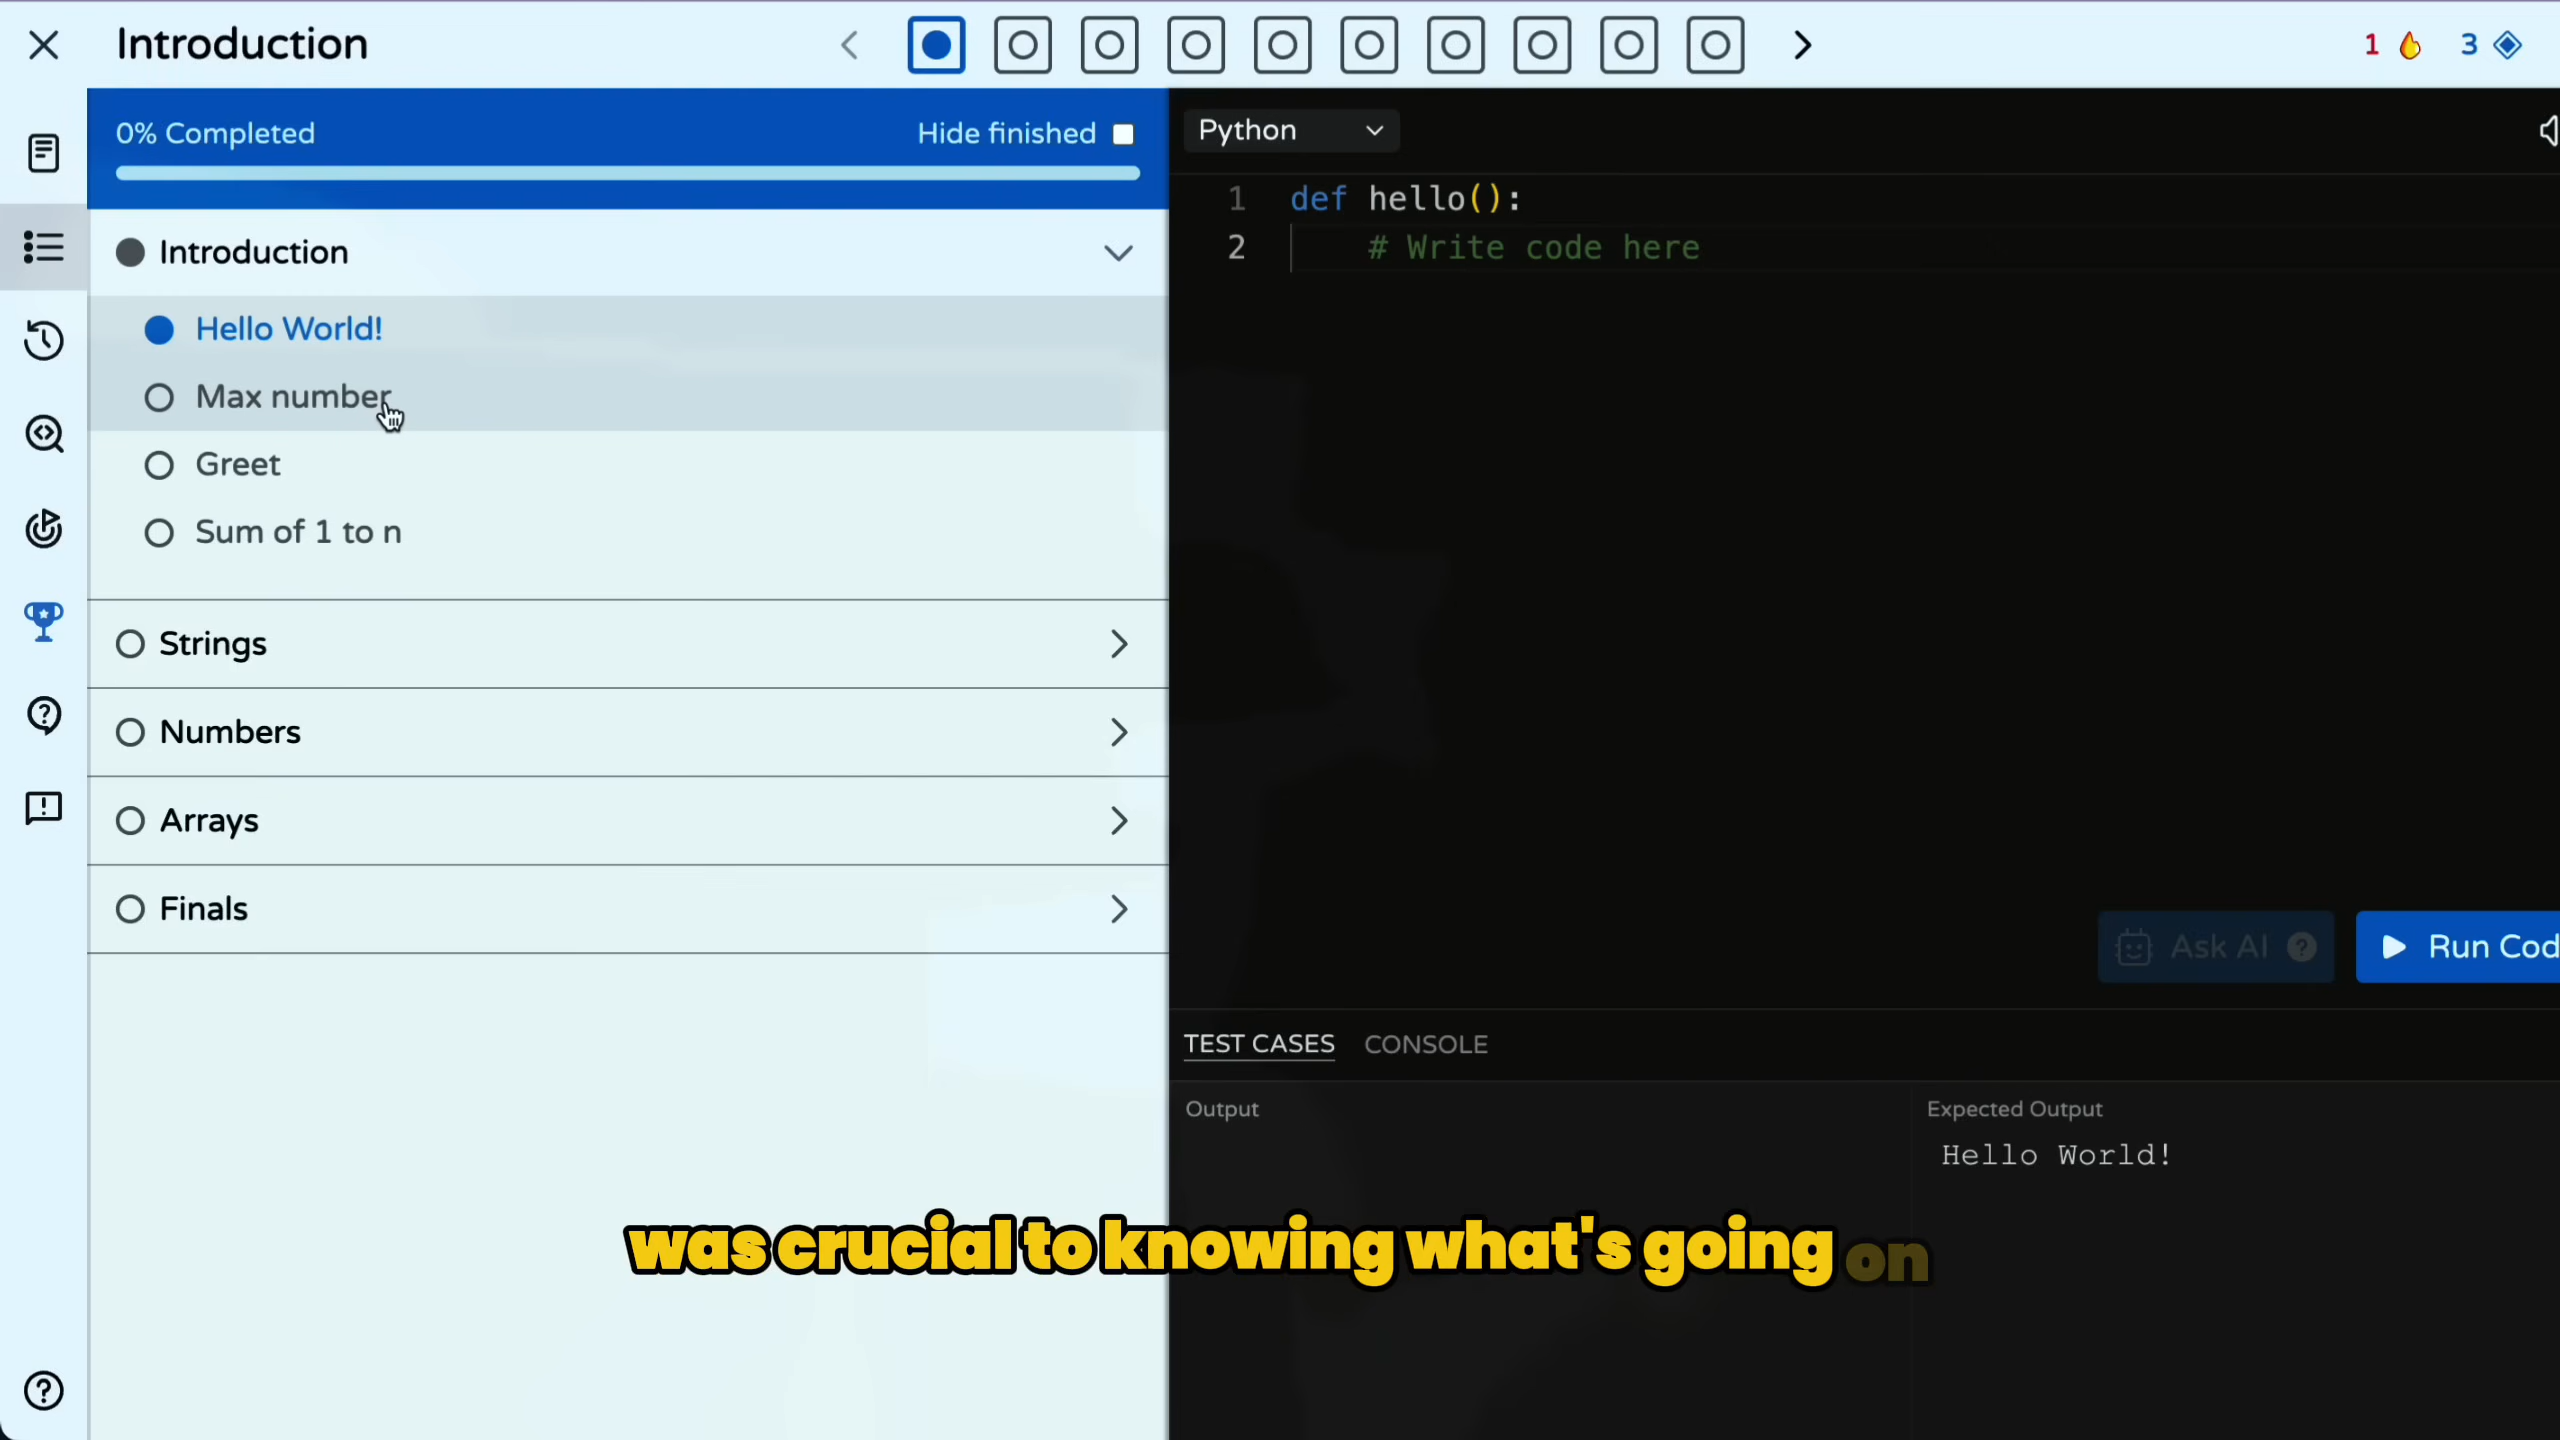 Introduction
1
3
0% Completed
Hide finished
Introduction
Hello World!
Max number
Greet
Sum of 1 to n
Strings
Numbers
Arrays
Finals
Python
1 def hello():
2 # Write code here
Ask AI
Run Cod
TEST CASES
CONSOLE
Output
Expected Output
Hello World!
was crucial to knowing what's going on